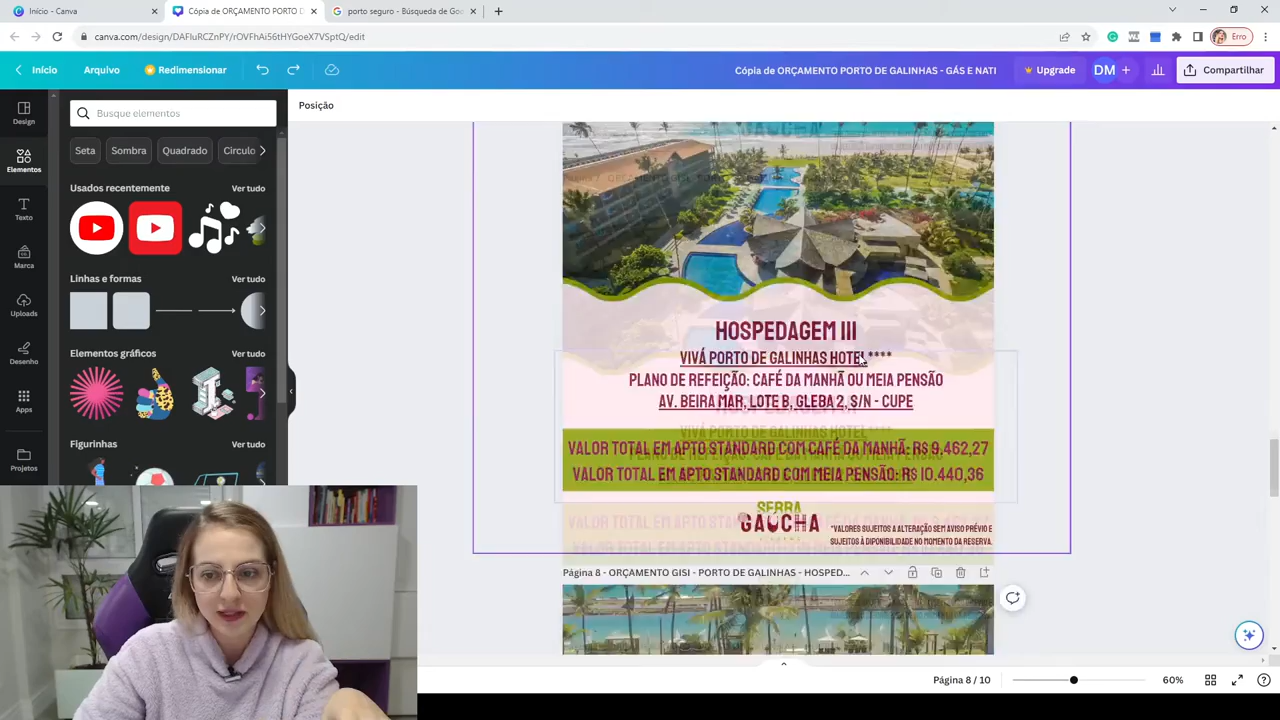 Início - Canva
Cópia de ORÇAMENTO PORTO D
porto seguro - Búsqueda de Goo
canva.com/design/DAFluRCZnPY/rOVFhAi56tHYGoeX7VSptQ/edit
Erro
Início
Arquivo
Redimensionar
Cópia de ORÇAMENTO PORTO DE GALINHAS - GÁS E NATI
Upgrade
DM
Compartilhar
Posição
Design
Elementos
Texto
Marca
Uploads
Desenho
Apps
Projetos
Busque elementos
Seta
Sombra
Quadrado
Circulo
Usados recentemente
Ver tudo
Linhas e formas
Ver tudo
Elementos gráficos
Ver tudo
Figurinhas
Ver tudo
HOSPEDAGEM III
VIVÁ PORTO DE GALINHAS HOTEL****
PLANO DE REFEIÇÃO: CAFÉ DA MANHÃ OU MEIA PENSÃO
AV. BEIRA MAR, LOTE B, GLEBA 2, S/N - CUPE
VALOR TOTAL EM APTO STANDARD COM CAFÉ DA MANHÃ: R$ 9.462,27
VALOR TOTAL EM APTO STANDARD COM MEIA PENSÃO: R$ 10.440,36
SERRA
GAÚCHA
*VALORES SUJEITOS A ALTERAÇÃO SEM AVISO PRÉVIO E
SUJEITOS À DIPONIBILIDADE NO MOMENTO DA RESERVA.
Página 8 - ORÇAMENTO GISI - PORTO DE GALINHAS - HOSPED...
Página 8 / 10
60%